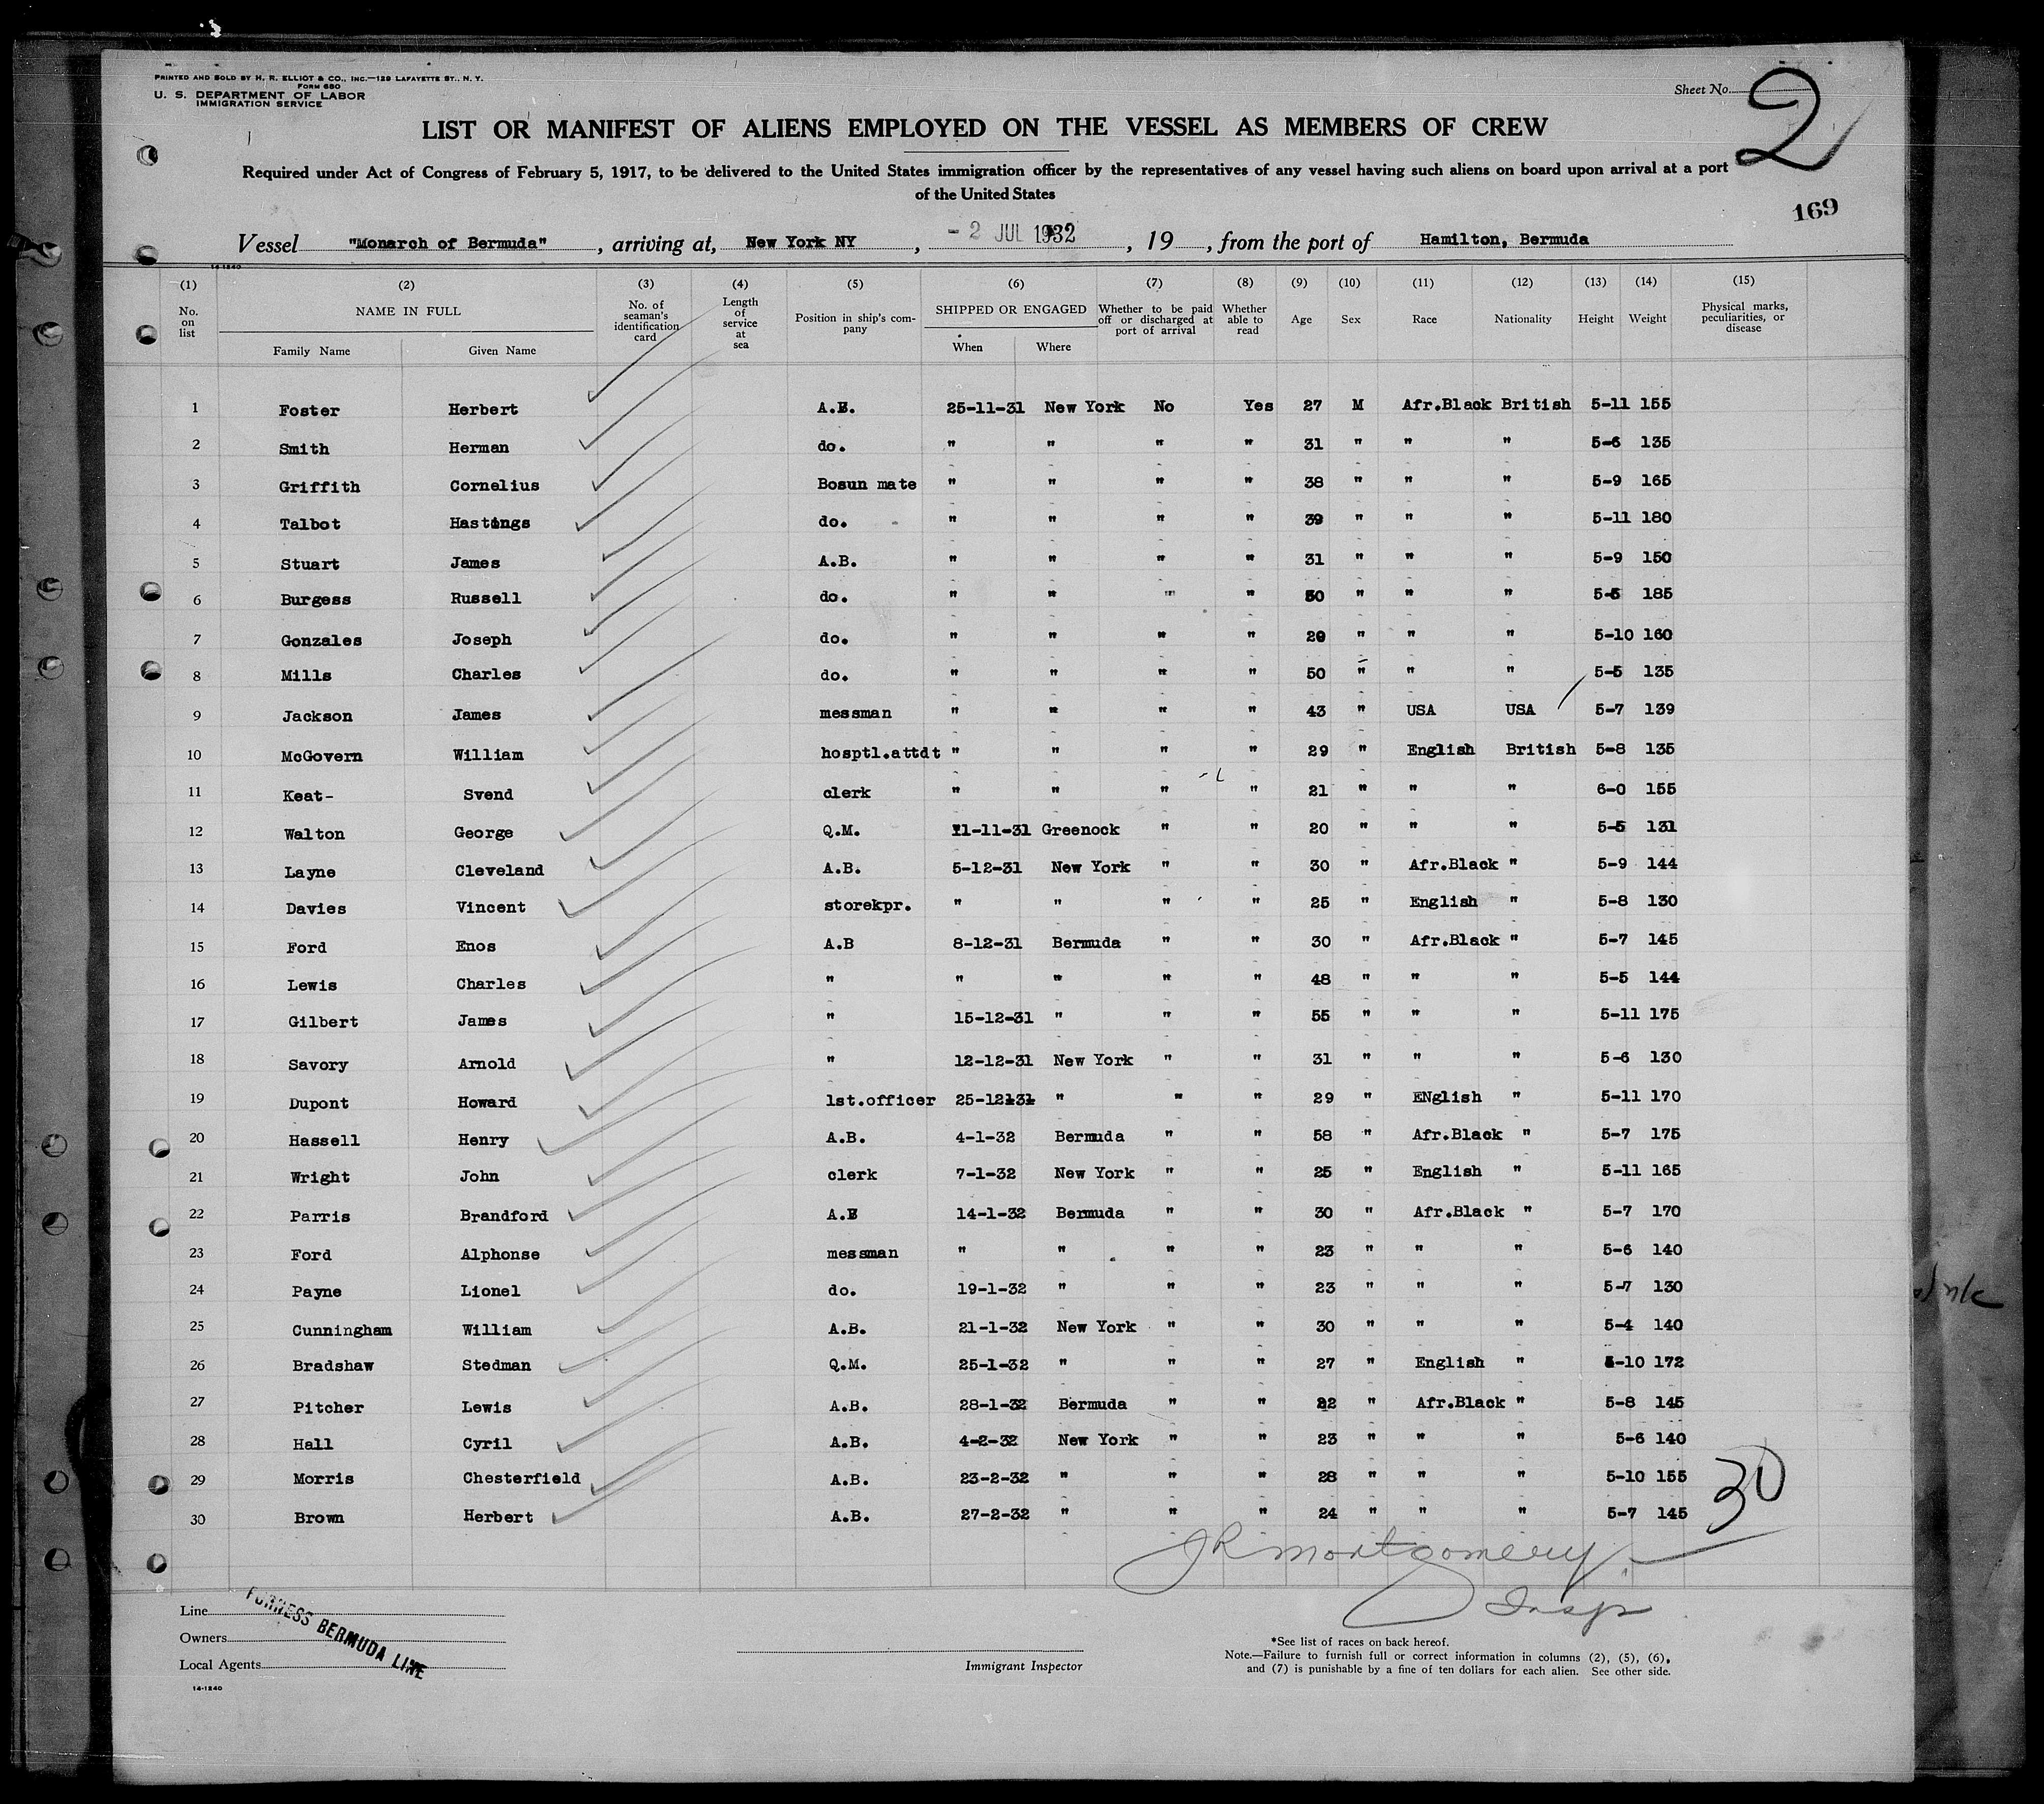 PRINTED AND SOLD BY H. R. ELLIOT & CO., INC.—129 LAFAYETTE ST., N. Y.
FORM 680
U. S. DEPARTMENT OF LABOR
IMMIGRATION SERVICE
Sheet No. 2
LIST OR MANIFEST OF ALIENS EMPLOYED ON THE VESSEL AS MEMBERS OF CREW
Required under Act of Congress of February 5, 1917, to be delivered to the United States immigration officer by the representatives of any vessel having such aliens on board upon arrival at a port
of the United States
169
Vessel "Monarch of Bermuda", arriving at, New York NY, - 2 JUL 1932, 19 , from the port of Hamilton, Bermuda
14-1240
(1) (2) (3) (4) (5) (6) (7) (8) (9) (10) (11) (12) (13) (14) (15)
No. on list NAME IN FULL Family Name Given Name No. of seaman's identification card Length of service at sea Position in ship's company SHIPPED OR ENGAGED When Where Whether to be paid off or discharged at port of arrival Whether able to read Age Sex Race Nationality Height Weight Physical marks, peculiarities, or disease
1 Foster Herbert A.B. 25-11-31 New York No Yes 27 M Afr.Black British 5-11 155
2 Smith Herman do. " " " " 31 " " " 5-6 135
3 Griffith Cornelius Bosun mate " " " " 38 " " " 5-9 165
4 Talbot Hastings do. " " " " 39 " " " 5-11 180
5 Stuart James A.B. " " " " 31 " " " 5-9 150
6 Burgess Russell do. " " " " 50 " " " 5-5 185
7 Gonzales Joseph do. " " " " 29 " " " 5-10 160
8 Mills Charles do. " " " " 50 " " " 5-5 135
9 Jackson James messman " " " " 43 " USA USA 5-7 139
10 McGovern William hosptl.attdt " " " " 29 " English British 5-8 135
11 Keat- Svend clerk " " " " 21 " " " 6-0 155
12 Walton George Q.M. 11-11-31 Greenock " " 20 " " " 5-5 131
13 Layne Cleveland A.B. 5-12-31 New York " " 30 " Afr.Black " 5-9 144
14 Davies Vincent storekpr. " " " " 25 " English " 5-8 130
15 Ford Enos A.B 8-12-31 Bermuda " " 30 " Afr.Black " 5-7 145
16 Lewis Charles " " " " " 48 " " " 5-5 144
17 Gilbert James " 15-12-31 " " " 55 " " " 5-11 175
18 Savory Arnold " 12-12-31 New York " " 31 " " " 5-6 130
19 Dupont Howard 1st.officer 25-12131 " " " 29 " ENglish " 5-11 170
20 Hassell Henry A.B. 4-1-32 Bermuda " " 58 " Afr.Black " 5-7 175
21 Wright John clerk 7-1-32 New York " " 25 " English " 5-11 165
22 Parris Brandford A.B 14-1-32 Bermuda " " 30 " Afr.Black " 5-7 170
23 Ford Alphonse messman " " " " 23 " " " 5-6 140
24 Payne Lionel do. 19-1-32 " " " 23 " " " 5-7 130
25 Cunningham William A.B. 21-1-32 New York " " 30 " " " 5-4 140
26 Bradshaw Stedman Q.M. 25-1-32 " " " 27 " English " 5-10 172
27 Pitcher Lewis A.B. 28-1-32 Bermuda " " 22 " Afr.Black " 5-8 145
28 Hall Cyril A.B. 4-2-32 New York " " 23 " " " 5-6 140
29 Morris Chesterfield A.B. 23-2-32 " " " 28 " " " 5-10 155
30 Brown Herbert A.B. 27-2-32 " " " 24 " " " 5-7 145
30
JR Montgomery
Insp
Line
Owners
Local Agents
FURNESS BERMUDA LINE
Immigrant Inspector
*See list of races on back hereof.
Note.—Failure to furnish full or correct information in columns (2), (5), (6),
and (7) is punishable by a fine of ten dollars for each alien. See other side.
14-1240